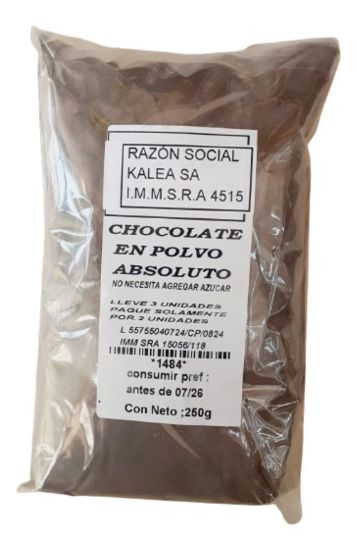 RAZÓN SOCIAL
KALEA SA
I.M.M.S.R.A 4515
CHOCOLATE
EN POLVO
ABSOLUTO
NO NECESITA AGREGAR AZUCAR
LLEVE 3 UNIDADES
PAGUE SOLAMENTE
POR 2 UNIDADES
L 55755040724/CP/0824
IMM SRA 15056/118
*1484*
consumir pref :
antes de 07/26
Con Neto ;250g